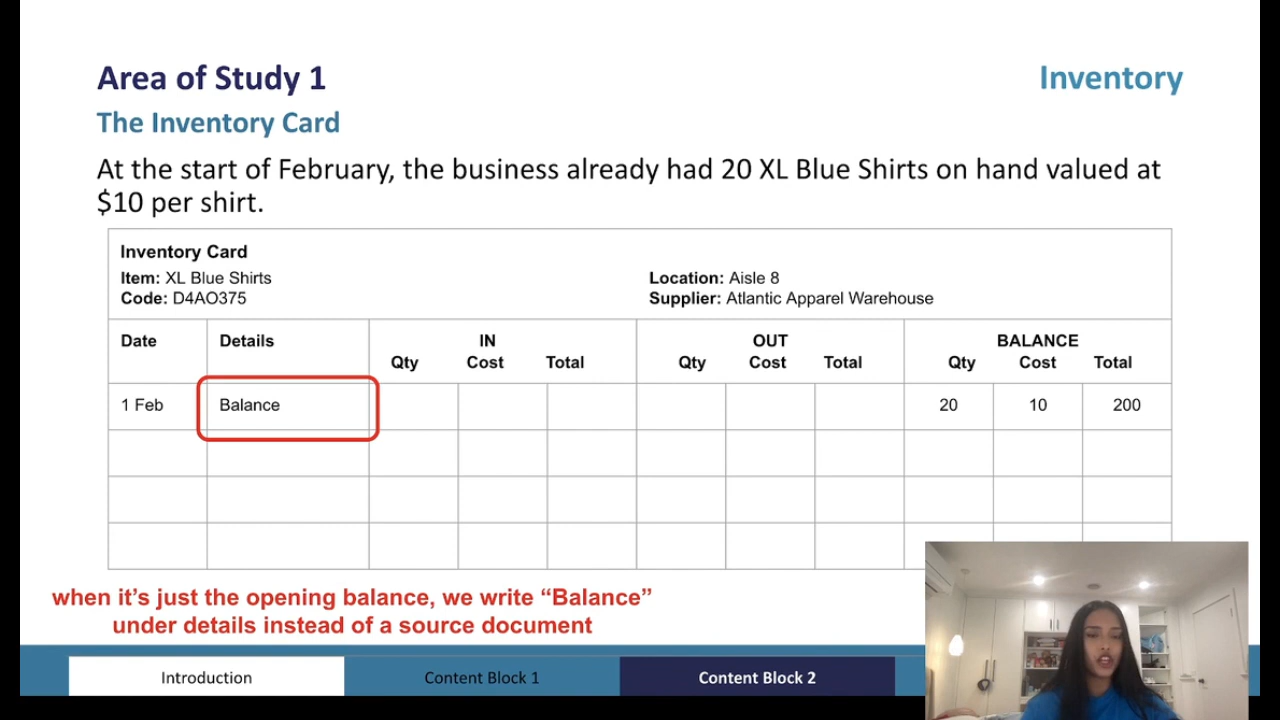 Area of Study 1
Inventory
The Inventory Card
At the start of February, the business already had 20 XL Blue Shirts on hand valued at
$10 per shirt.
Inventory Card
Item: XL Blue Shirts
Location: Aisle 8
Code: D4AO375
Supplier: Atlantic Apparel Warehouse
Date Details IN OUT BALANCE
Qty Cost Total Qty Cost Total Qty Cost Total
1 Feb Balance 20 10 200
when it's just the opening balance, we write “Balance”
under details instead of a source document
Introduction Content Block 1 Content Block 2